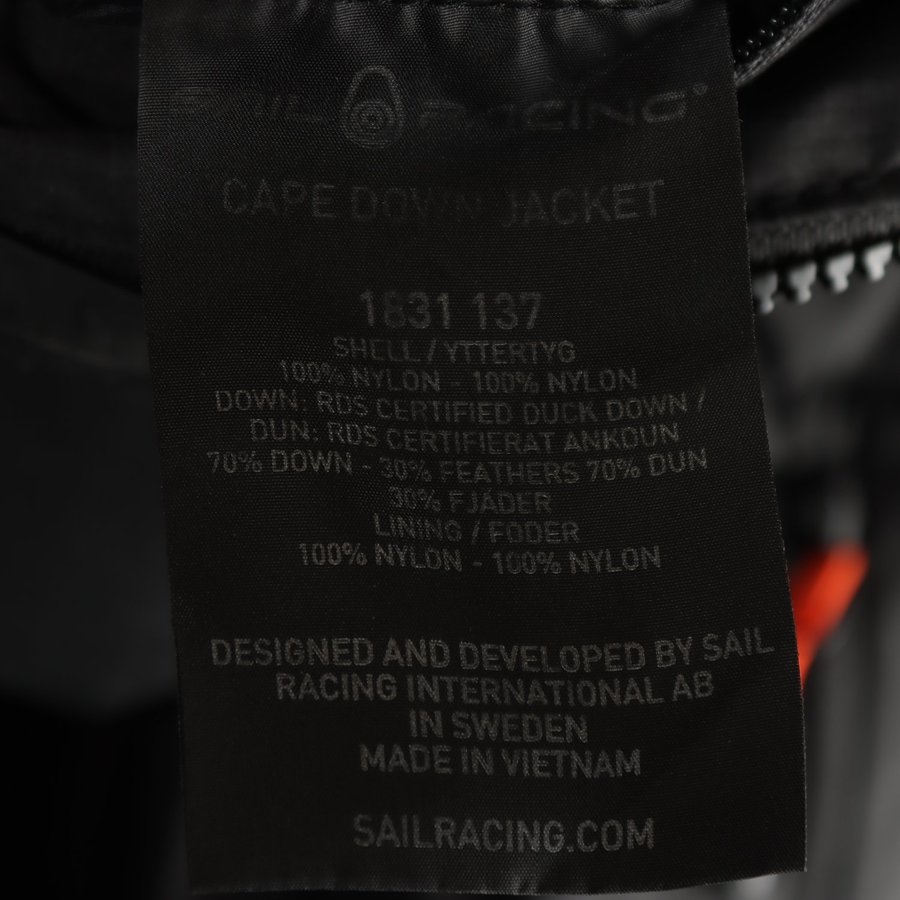 SAIL RACING®
CAPE DOWN JACKET
1831 137
SHELL / YTTERTYG
100% NYLON - 100% NYLON
DOWN: RDS CERTIFIED DUCK DOWN /
DUN: RDS CERTIFIERAT ANKDUN
70% DOWN - 30% FEATHERS 70% DUN
30% FJÄDER
LINING / FODER
100% NYLON - 100% NYLON
DESIGNED AND DEVELOPED BY SAIL
RACING INTERNATIONAL AB
IN SWEDEN
MADE IN VIETNAM
SAILRACING.COM